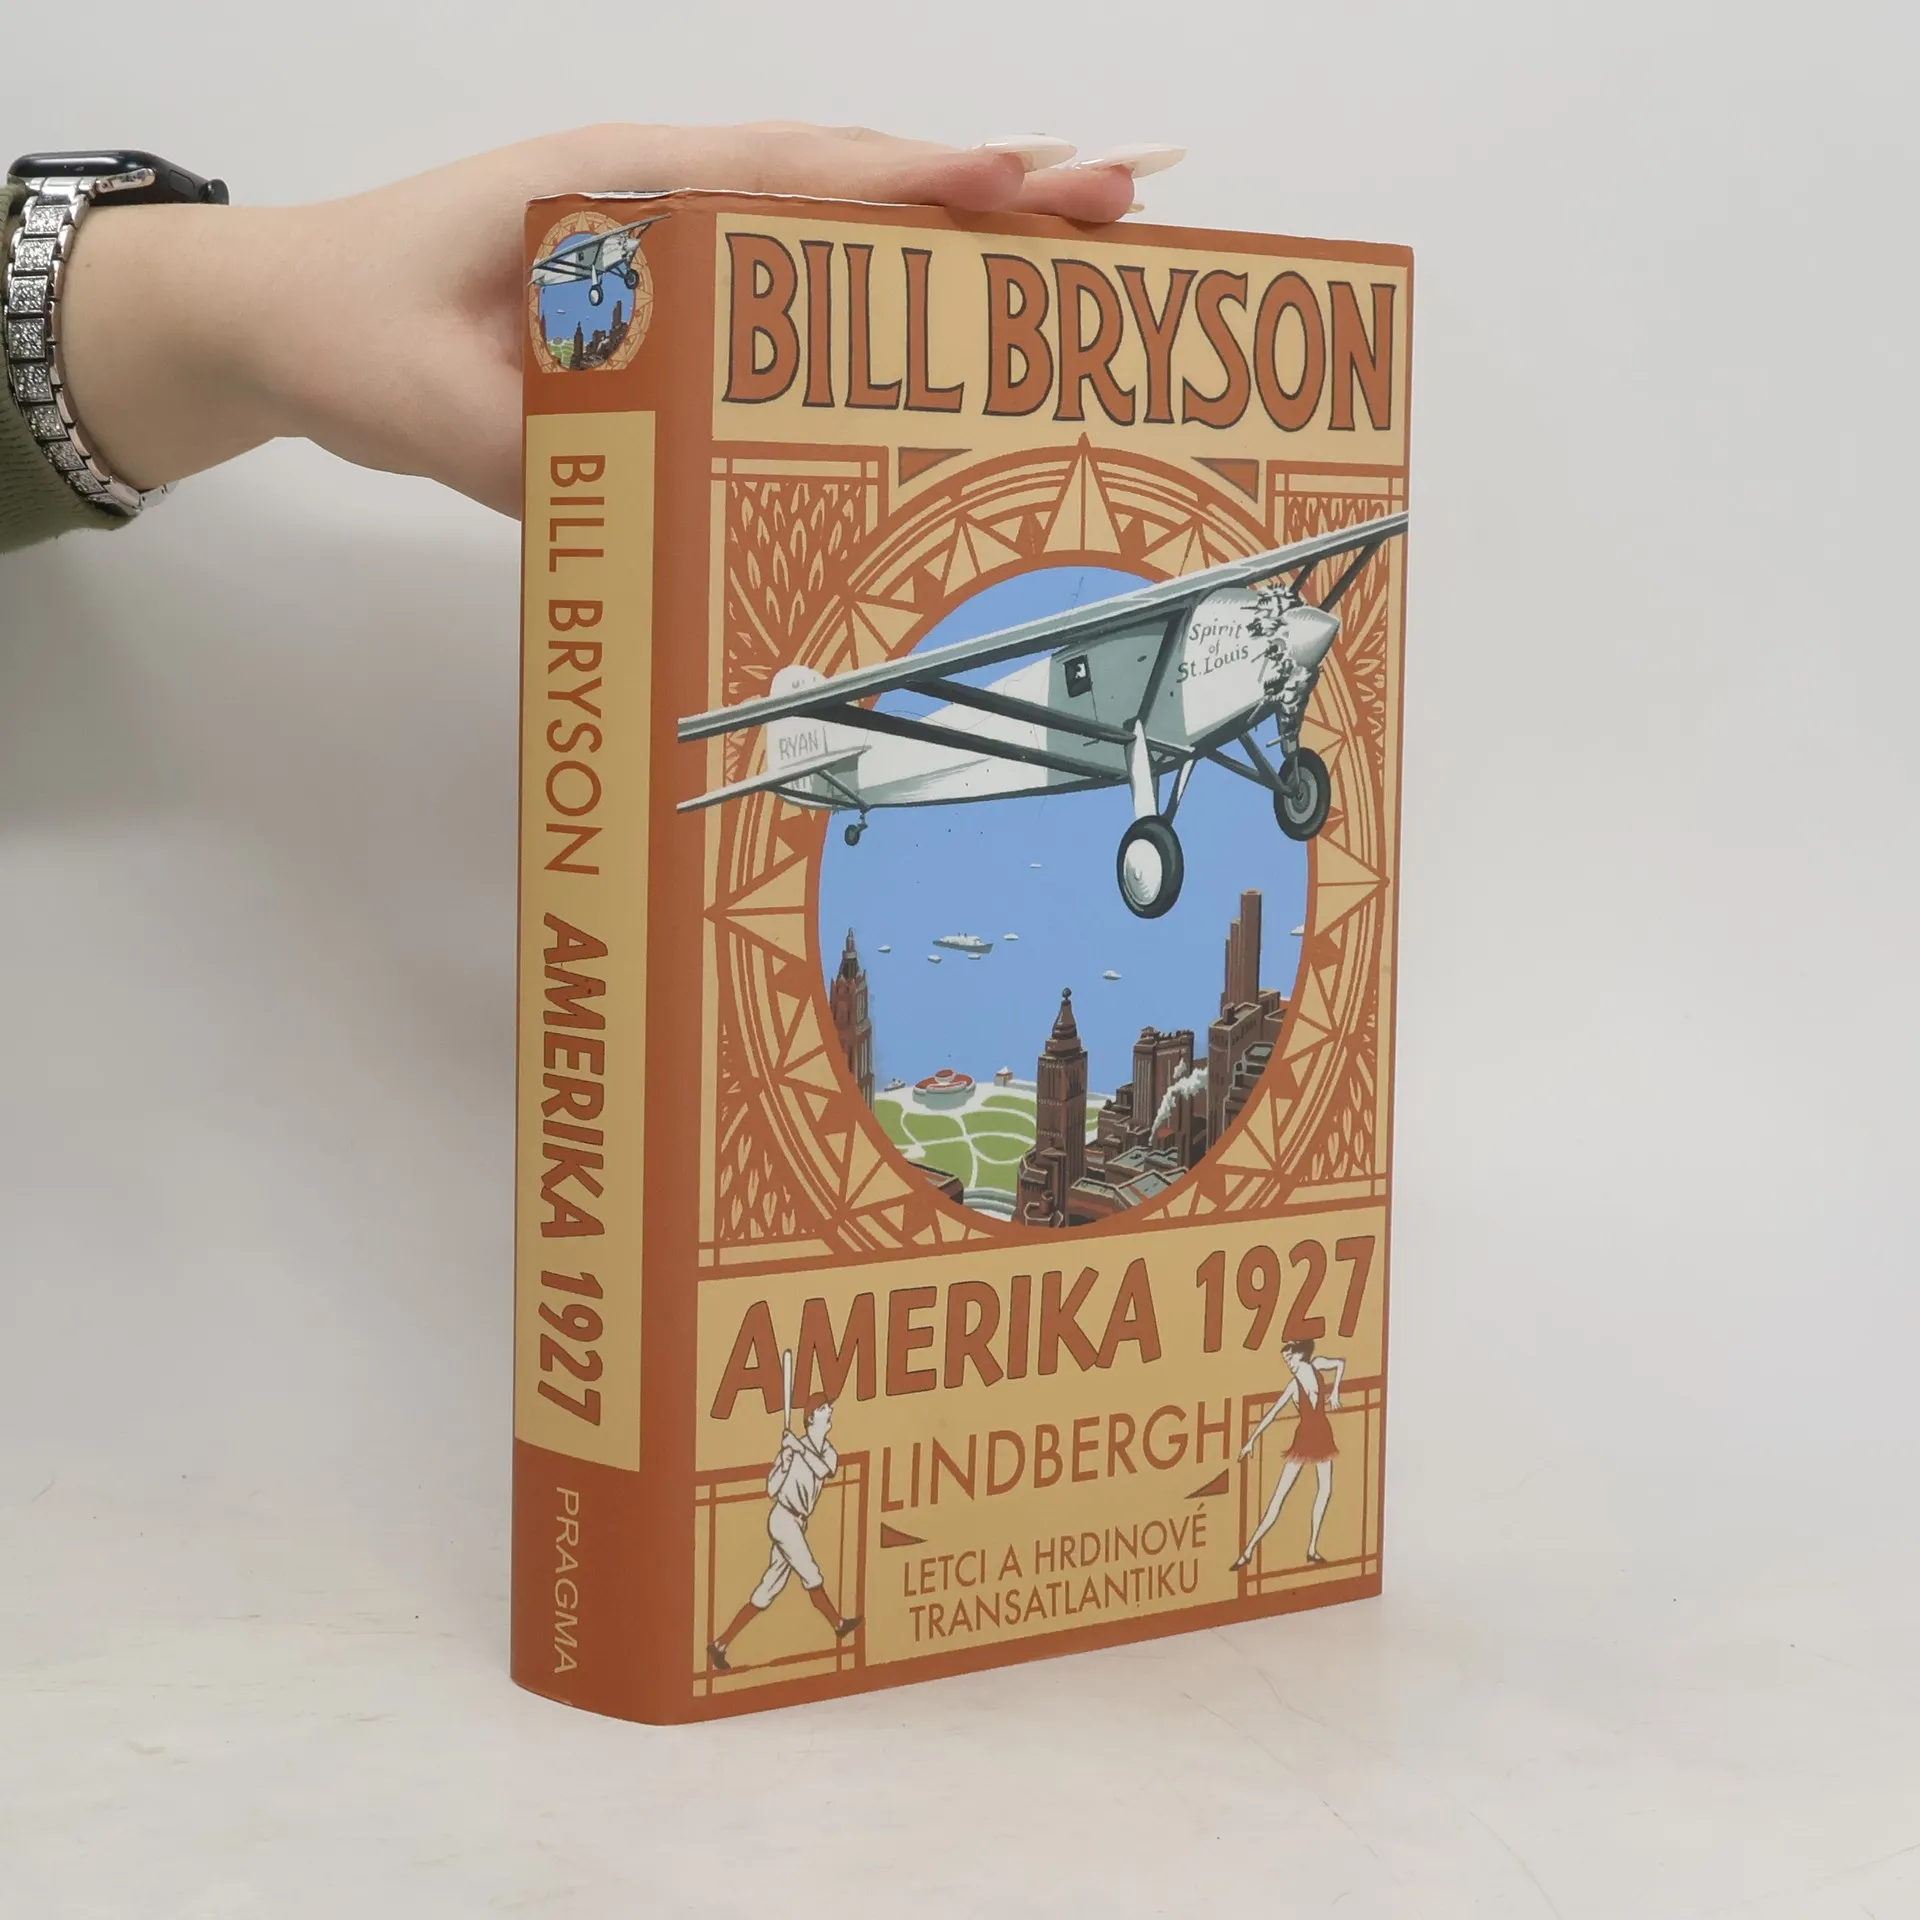 BILL BRYSON AMERIKA 1927
PRAGMA
BILL BRYSON
Spirit
of
St. Louis
RYAN
AMERIKA 1927
LINDBERGH
LETCI A HRDINOVÉ
TRANSATLANTIKU